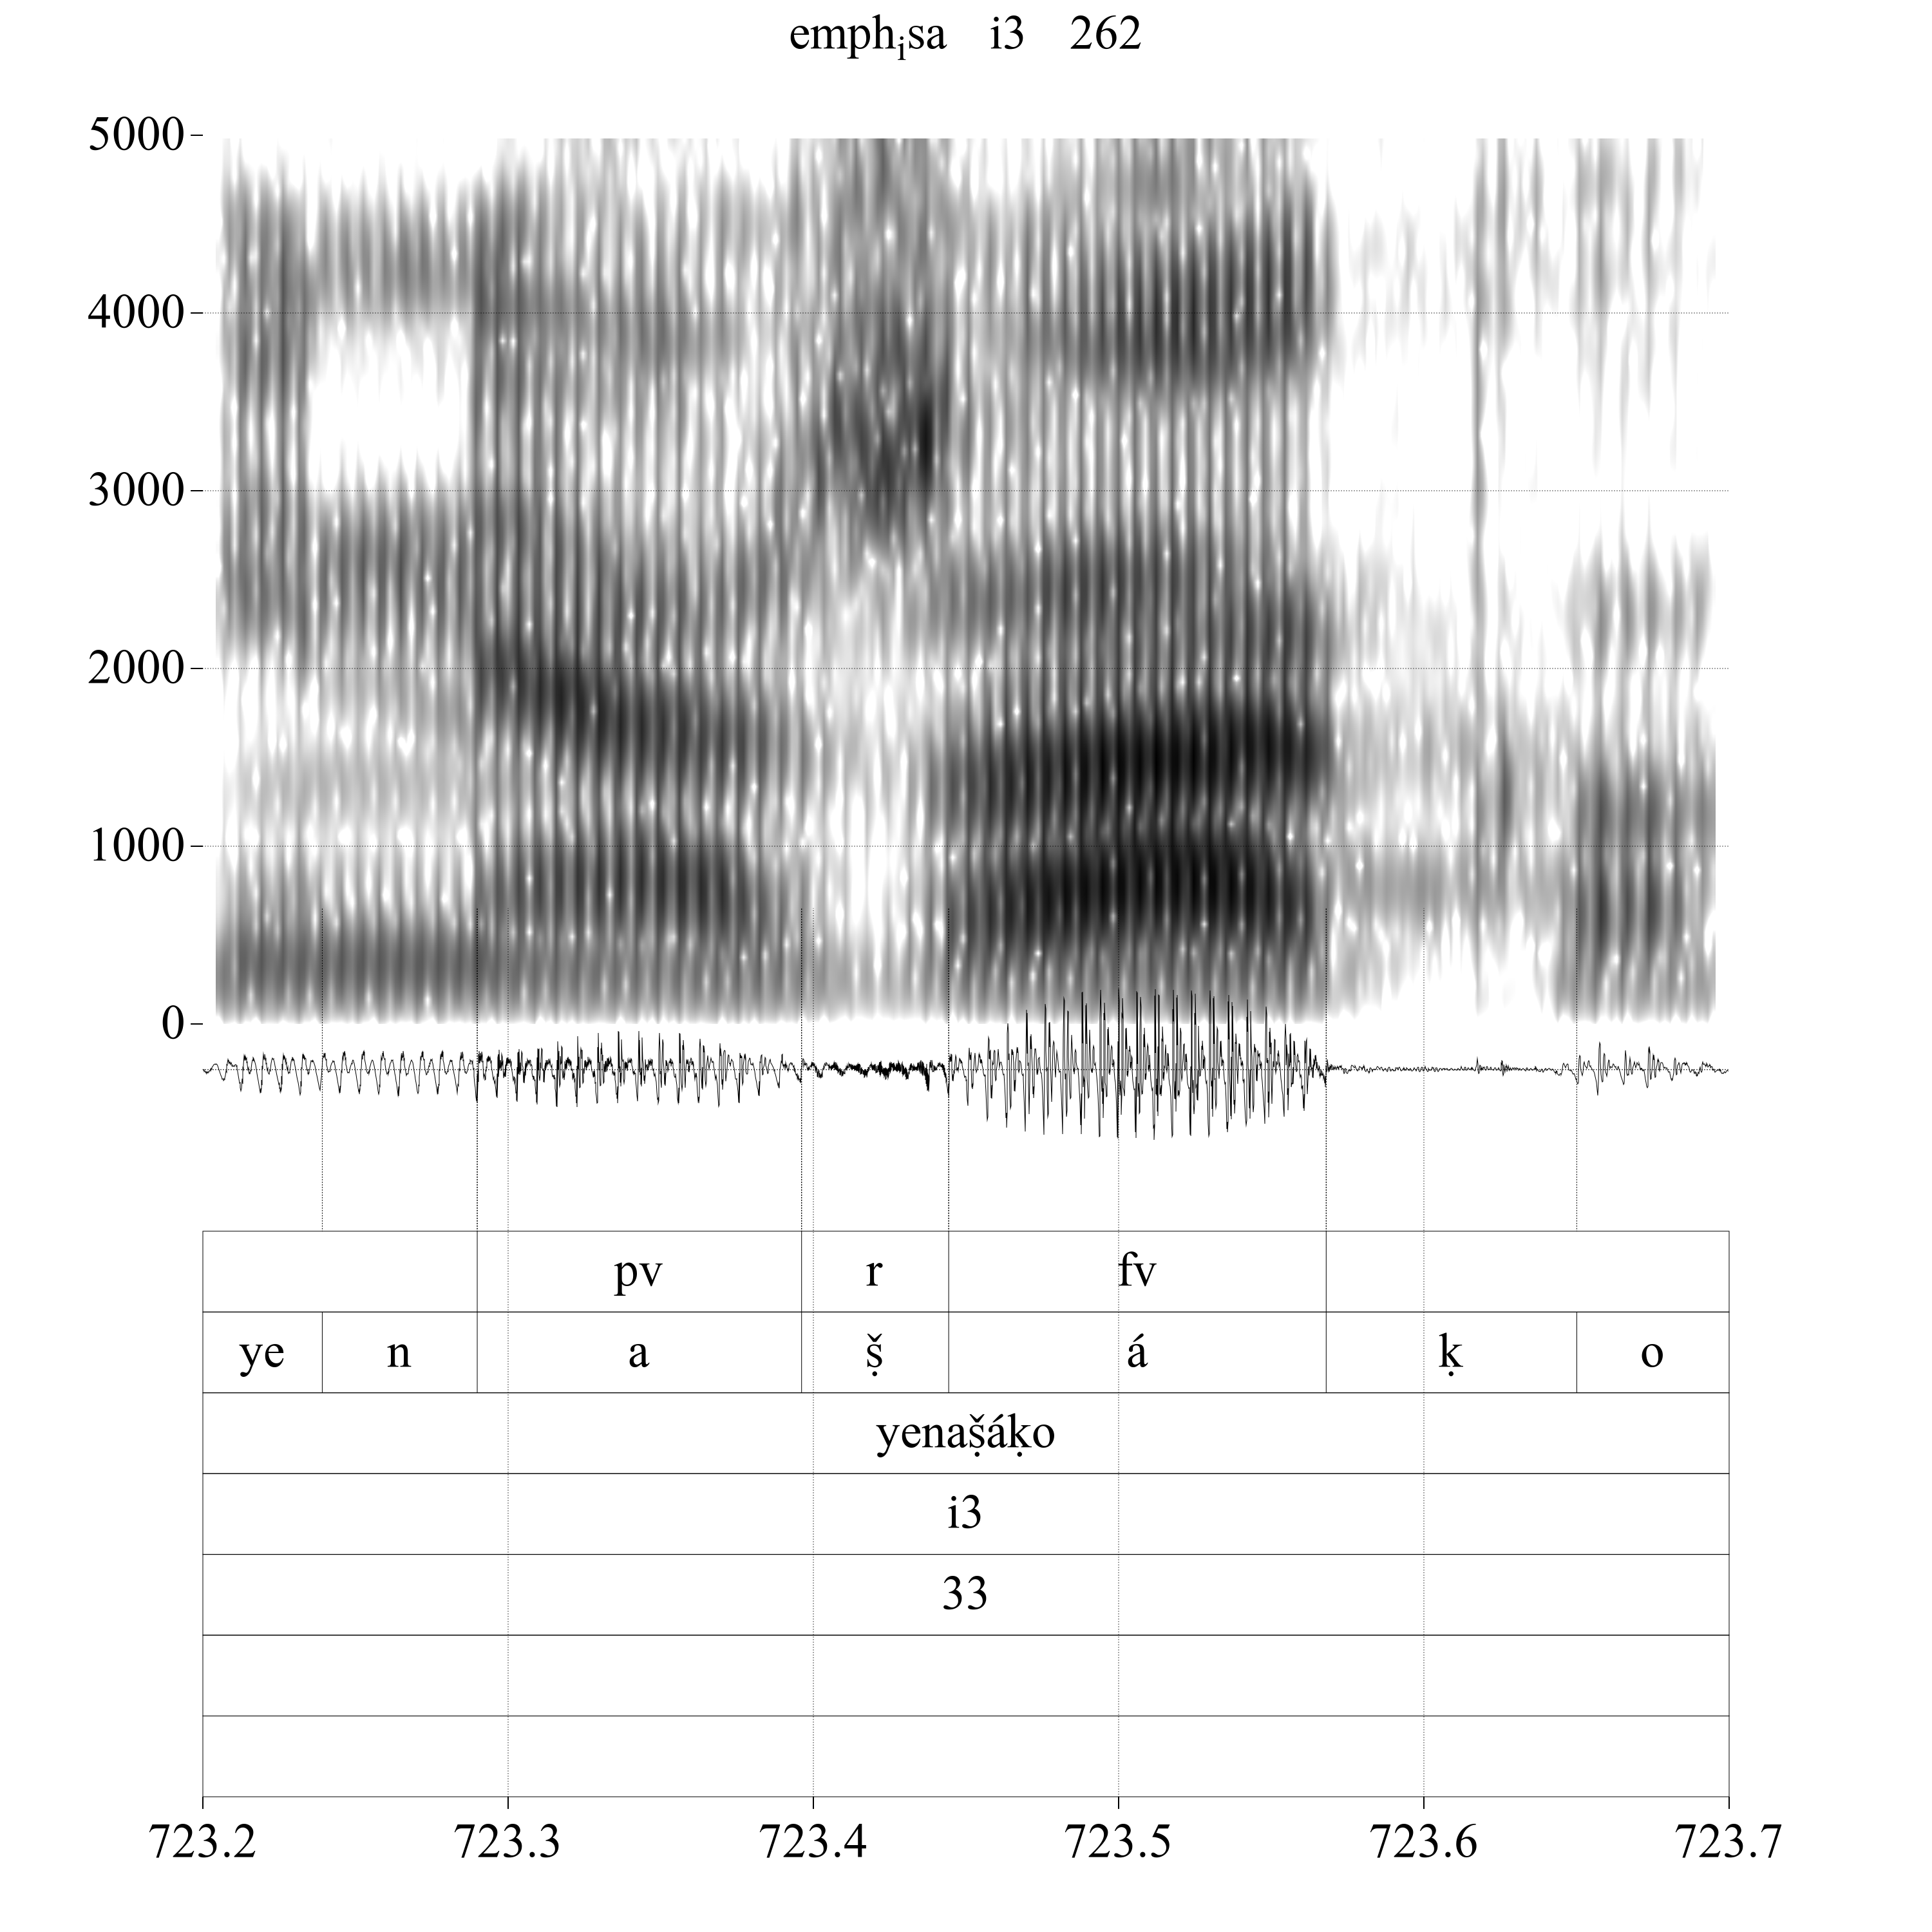 emphᵢsa i3 262
5000
4000
3000
2000
1000
0
pv r fv
ye n a ṣ̌ á ḳ o
yenaṣ̌áḳo
i3
33
723.2 723.3 723.4 723.5 723.6 723.7